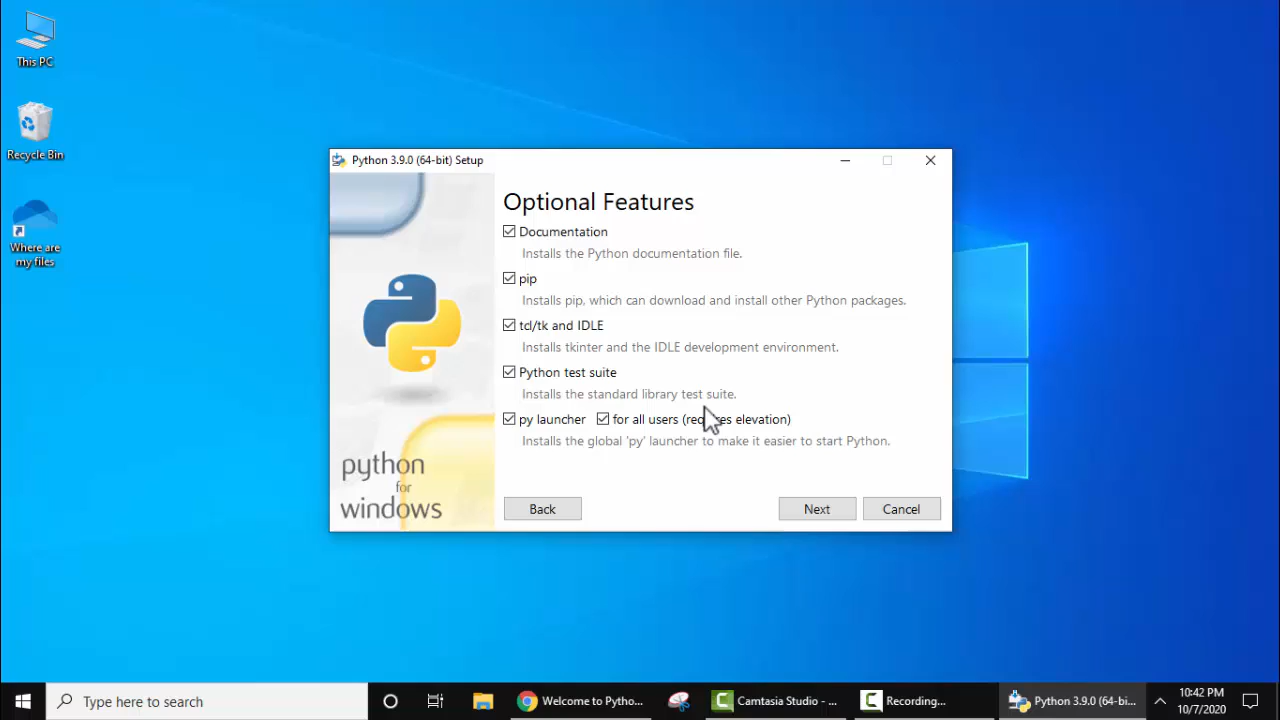 This PC
Recycle Bin
Where are
my files
Python 3.9.0 (64-bit) Setup
Optional Features
Documentation
Installs the Python documentation file.
pip
Installs pip, which can download and install other Python packages.
tcl/tk and IDLE
Installs tkinter and the IDLE development environment.
Python test suite
Installs the standard library test suite.
py launcher for all users (requires elevation)
Installs the global 'py' launcher to make it easier to start Python.
python
for
windows
Back Next Cancel
Type here to search
Welcome to Pytho...
Camtasia Studio - ...
Recording...
Python 3.9.0 (64-bi...
10:42 PM
10/7/2020